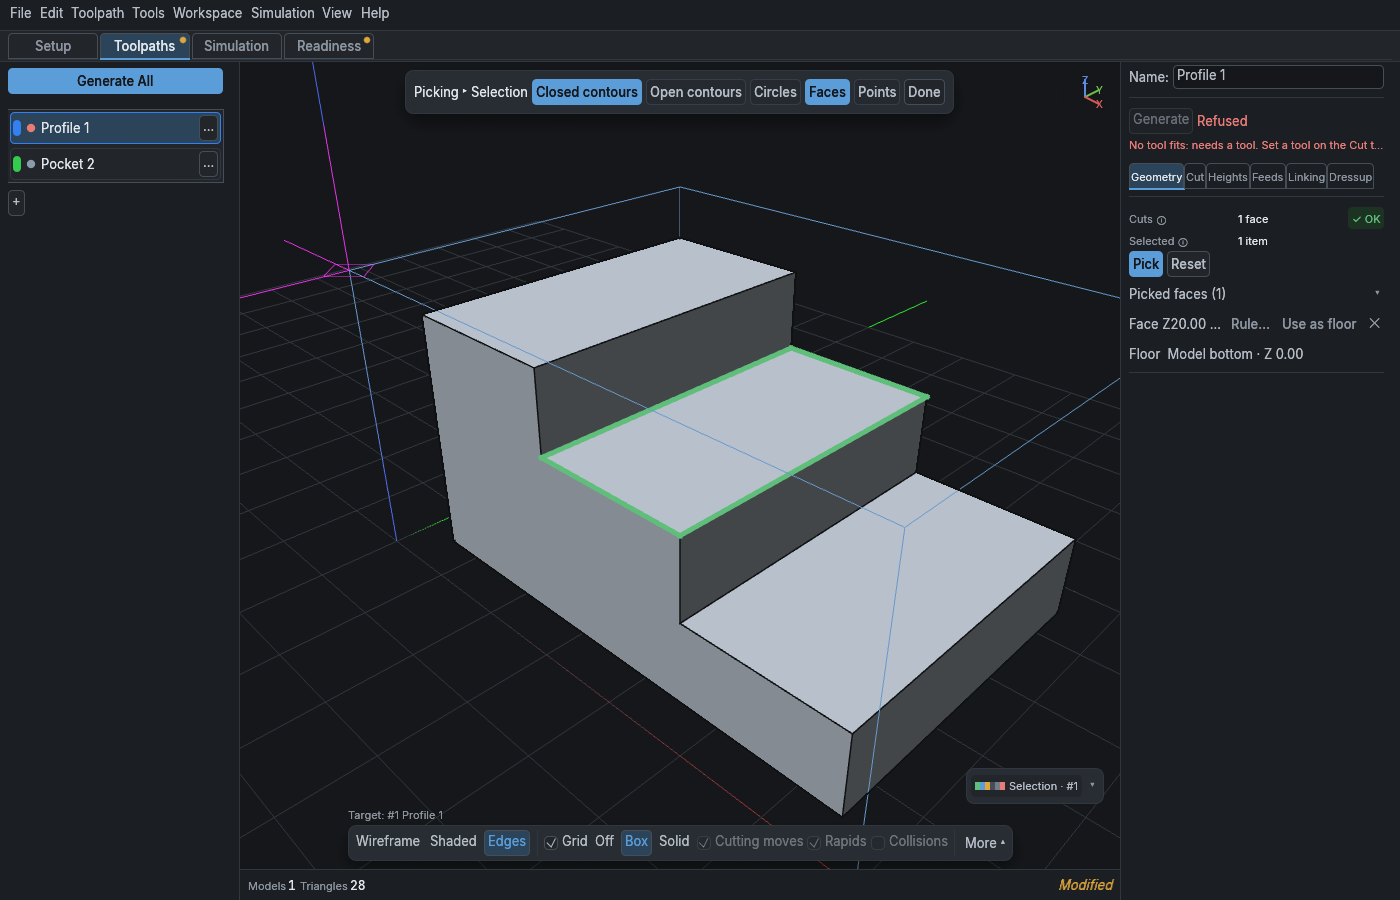 File Edit Toolpath Tools Workspace Simulation View Help
Setup Toolpaths Simulation Readiness
Generate All
Profile 1 ...
Pocket 2 ...
+
Picking ▸ Selection Closed contours Open contours Circles Faces Points Done
Z
Y
X
Name: Profile 1
Generate Refused
No tool fits: needs a tool. Set a tool on the Cut t...
Geometry Cut Heights Feeds Linking Dressup
Cuts 1 face ✓ OK
Selected 1 item
Pick Reset
Picked faces (1)
Face Z20.00 ... Rule... Use as floor
Floor Model bottom · Z 0.00
Selection · #1
Target: #1 Profile 1
Wireframe Shaded Edges Grid Off Box Solid Cutting moves Rapids Collisions More
Models 1 Triangles 28
Modified